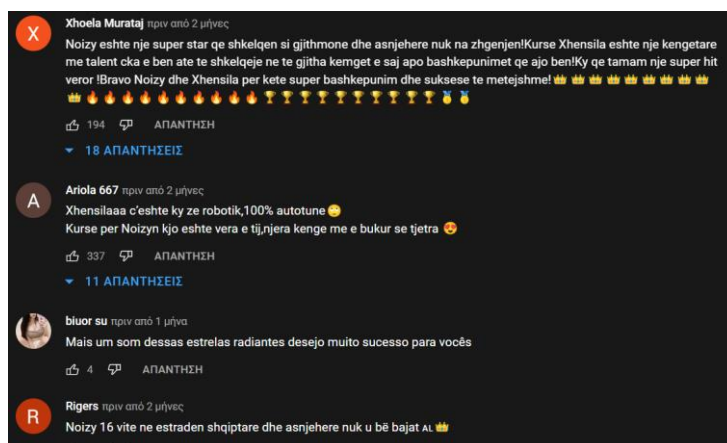 X
Xhoela Murataj πριν από 2 μήνες
Noizy eshte nje super star qe shkelqen si gjithmone dhe asnjehere nuk na zhgenjen!Kurse Xhensila eshte nje kengetare
me talent cka e ben ate te shkelqeje ne te gjitha kemget e saj apo bashkepunimet qe ajo ben!Ky qe tamam nje super hit
veror !Bravo Noizy dhe Xhensila per kete super bashkepunim dhe suksese te metejshme!👑👑👑👑👑👑👑👑👑
👑🔥🔥🔥🔥🔥🔥🔥🔥🔥🔥🏆🏆🏆🏆🏆🏆🏆🏆🏆🏆🥇🥇
194 ΑΠΑΝΤΗΣΗ
18 ΑΠΑΝΤΗΣΕΙΣ
A
Ariola 667 πριν από 2 μήνες
Xhensilaaa c'eshte ky ze robotik,100% autotune🙄
Kurse per Noizyn kjo eshte vera e tij,njera kenge me e bukur se tjetra 😍
337 ΑΠΑΝΤΗΣΗ
11 ΑΠΑΝΤΗΣΕΙΣ
biuor su πριν από 1 μήνα
Mais um som dessas estrelas radiantes desejo muito sucesso para vocês
4 ΑΠΑΝΤΗΣΗ
R
Rigers πριν από 2 μήνες
Noizy 16 vite ne estraden shqiptare dhe asnjehere nuk u bë bajat AL👑